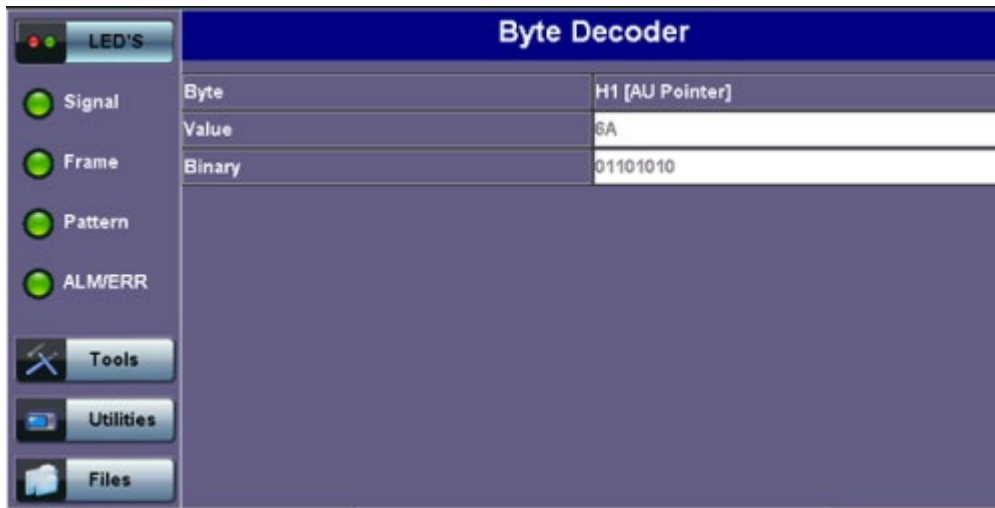 LED'S
Signal
Frame
Pattern
ALM/ERR
Tools
Utilities
Files
Byte Decoder
Byte H1 [AU Pointer]
Value 6A
Binary 01101010